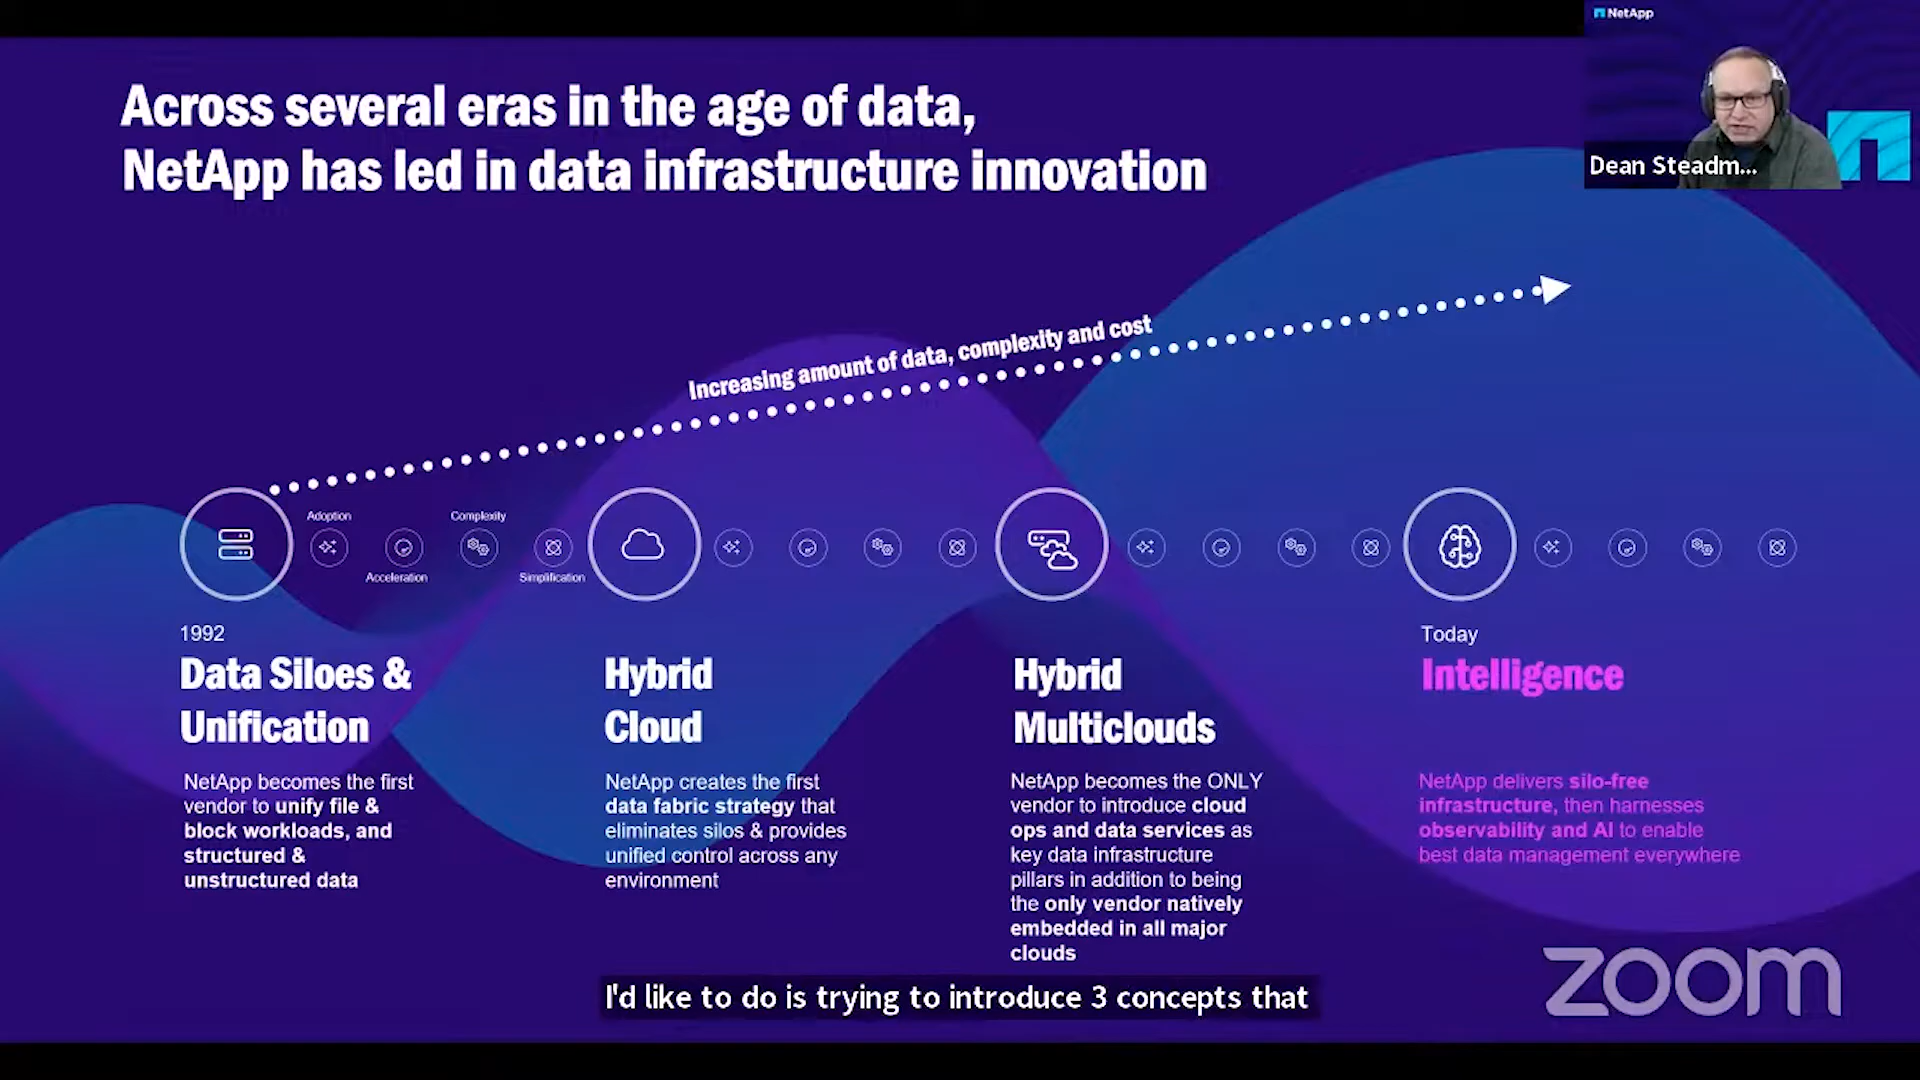 NetApp
Dean Steadm...
Across several eras in the age of data,
NetApp has led in data infrastructure innovation
Increasing amount of data, complexity and cost
Adoption
Complexity
Acceleration
Simplification
1992
Data Siloes &
Unification
NetApp becomes the first
vendor to unify file &
block workloads, and
structured &
unstructured data
Hybrid
Cloud
NetApp creates the first
data fabric strategy that
eliminates silos & provides
unified control across any
environment
Hybrid
Multiclouds
NetApp becomes the ONLY
vendor to introduce cloud
ops and data services as
key data infrastructure
pillars in addition to being
the only vendor natively
embedded in all major
clouds
Today
Intelligence
NetApp delivers silo-free
infrastructure, then harnesses
observability and AI to enable
best data management everywhere
I'd like to do is trying to introduce 3 concepts that
zoom